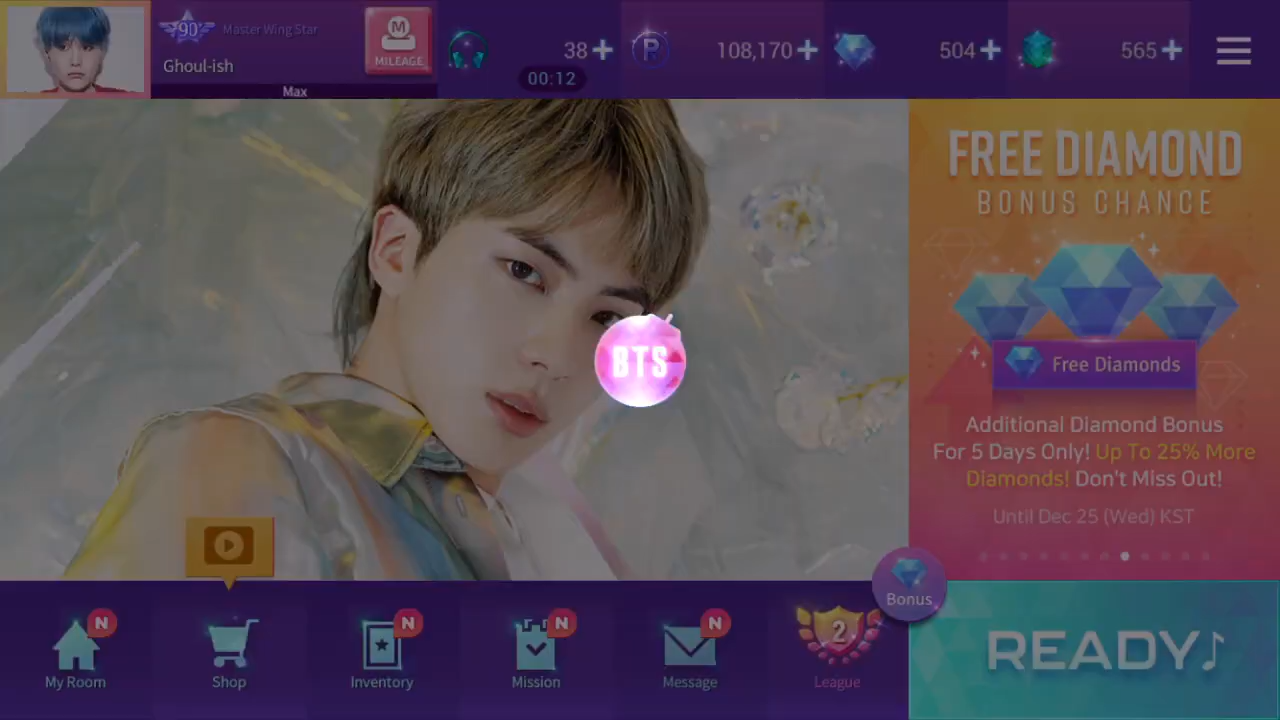 90
Master Wing Star
Ghoul-ish
M
MILEAGE
Max
38
00:12
P
108,170
504
565
FREE DIAMOND
BONUS CHANCE
Free Diamonds
Additional Diamond Bonus
For 5 Days Only! Up To 25% More
Diamonds! Don't Miss Out!
Until Dec 25 (Wed) KST
BTS
N
My Room
Shop
N
Inventory
N
Mission
N
Message
2
League
Bonus
READY